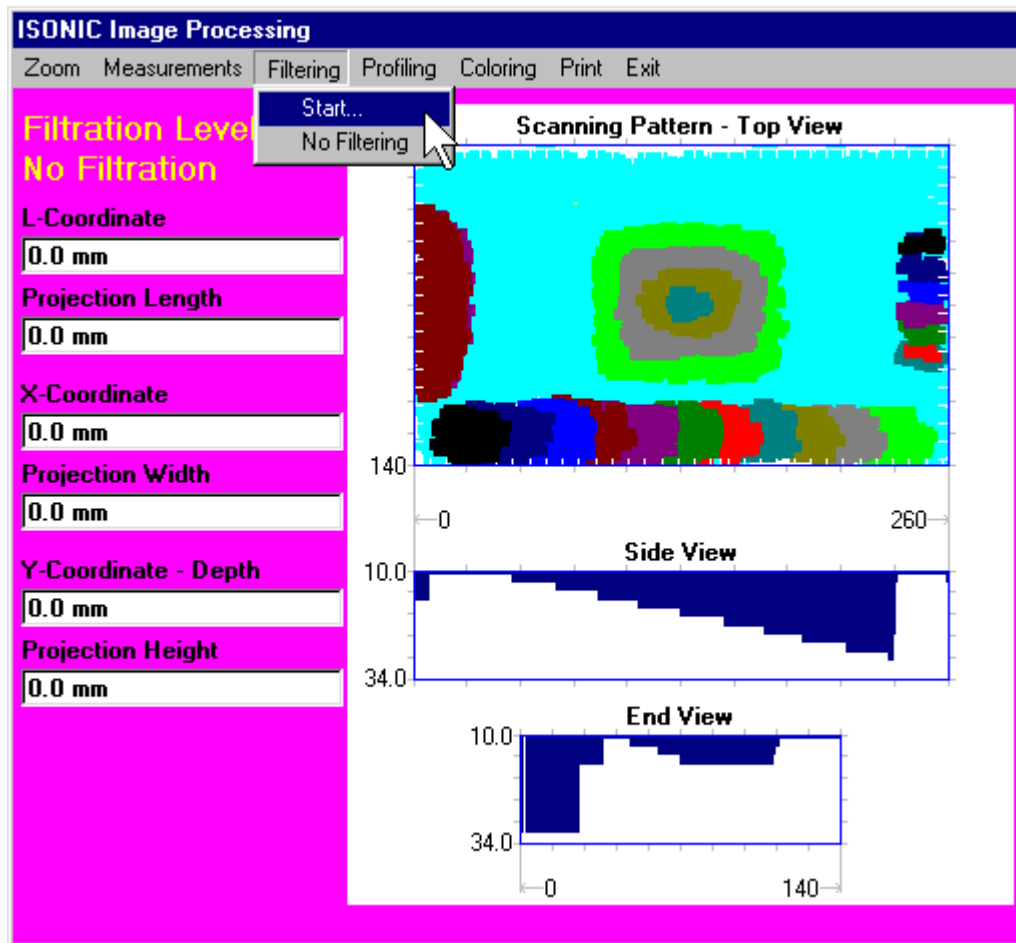 ISONIC Image Processing
Zoom Measurements Filtering Profiling Coloring Print Exit
Start...
No Filtering
Filtration Level
No Filtration
L-Coordinate
0.0 mm
Projection Length
0.0 mm
X-Coordinate
0.0 mm
Projection Width
0.0 mm
Y-Coordinate - Depth
0.0 mm
Projection Height
0.0 mm
Scanning Pattern - Top View
140
0 260
Side View
10.0
34.0
End View
10.0
34.0
0 140